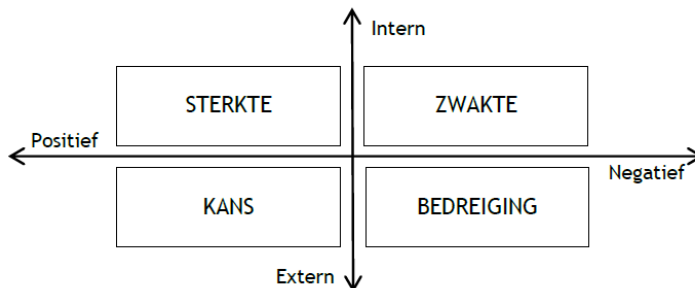 Intern
STERKTE ZWAKTE
Positief
Negatief
KANS BEDREIGING
Extern